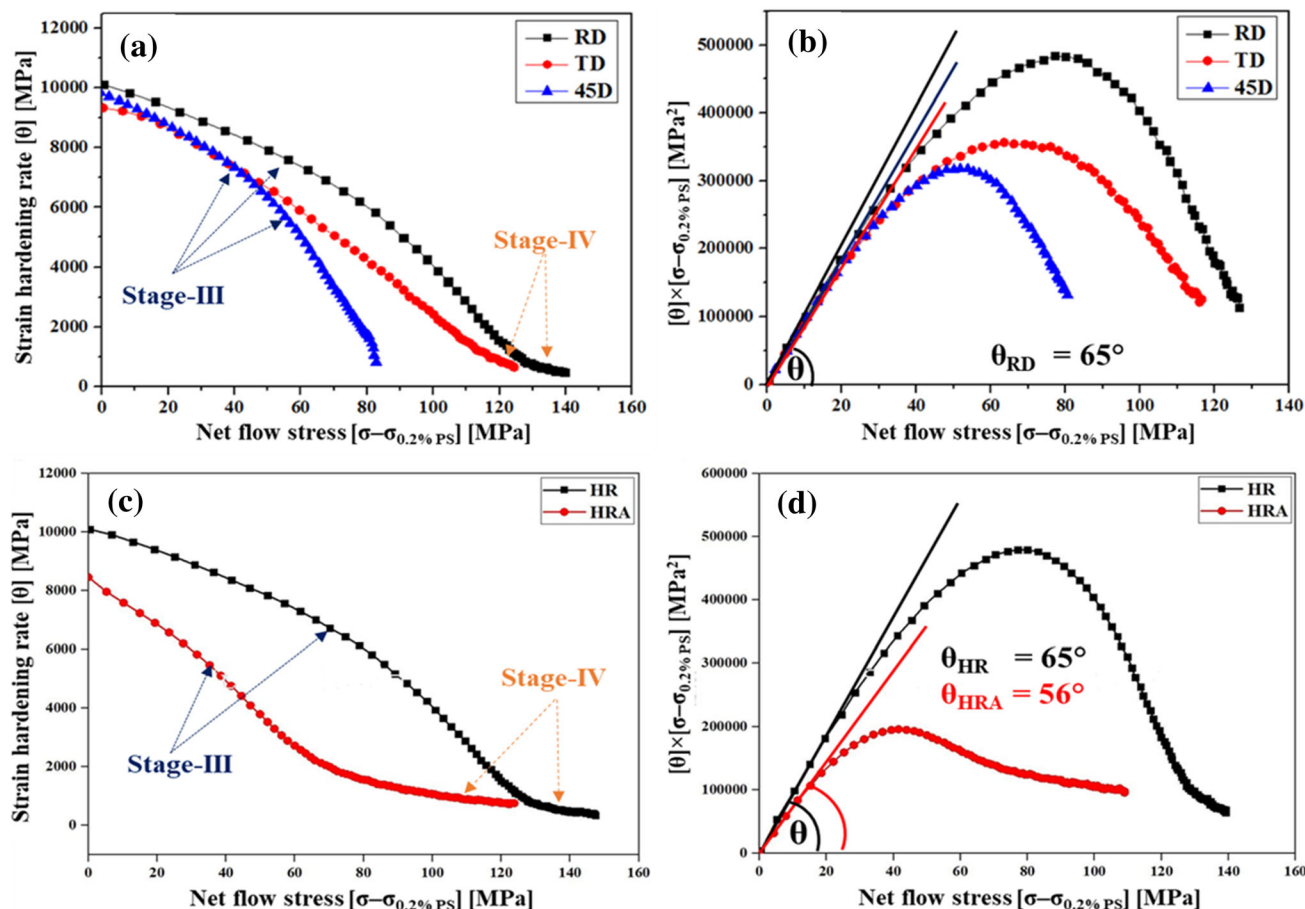 (a)
RD
TD
45D
Strain hardening rate [θ] [MPa]
12000
10000
8000
6000
4000
2000
0
Stage-III
Stage-IV
0 20 40 60 80 100 120 140 160
Net flow stress [σ–σ0.2% PS] [MPa]
(b)
RD
TD
45D
[θ]×[σ–σ0.2% PS] [MPa²]
500000
400000
300000
200000
100000
0
θ
θRD = 65°
0 20 40 60 80 100 120 140
Net flow stress [σ–σ0.2% PS] [MPa]
(c)
HR
HRA
Strain hardening rate [θ] [MPa]
12000
10000
8000
6000
4000
2000
0
Stage-III
Stage-IV
0 20 40 60 80 100 120 140 160
Net flow stress [σ–σ0.2% PS] [MPa]
(d)
HR
HRA
[θ]×[σ–σ0.2% PS] [MPa²]
600000
500000
400000
300000
200000
100000
0
θHR = 65°
θHRA = 56°
θ
0 20 40 60 80 100 120 140 160
Net flow stress [σ–σ0.2% PS] [MPa]